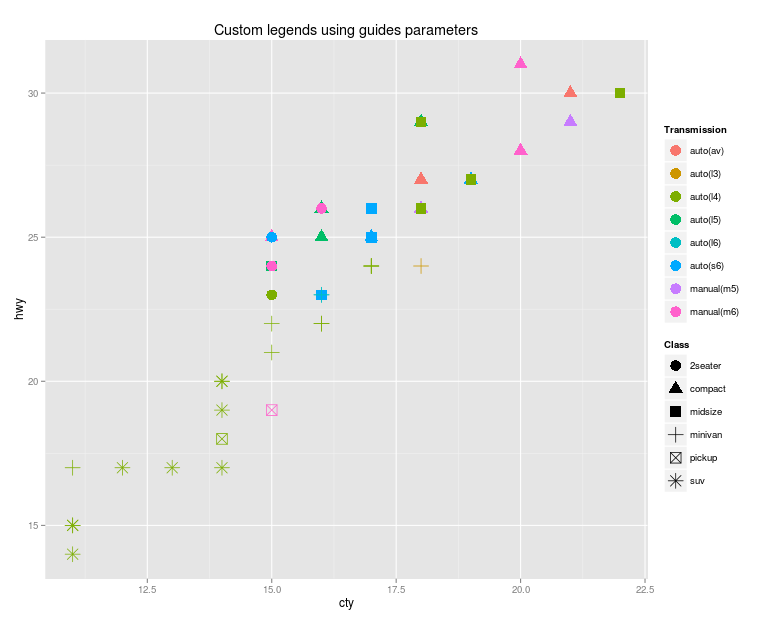 Custom legends using guides parameters
30
25
20
15
hwy
12.5 15.0 17.5 20.0 22.5
cty
Transmission
auto(av)
auto(l3)
auto(l4)
auto(l5)
auto(l6)
auto(s6)
manual(m5)
manual(m6)
Class
2seater
compact
midsize
minivan
pickup
suv